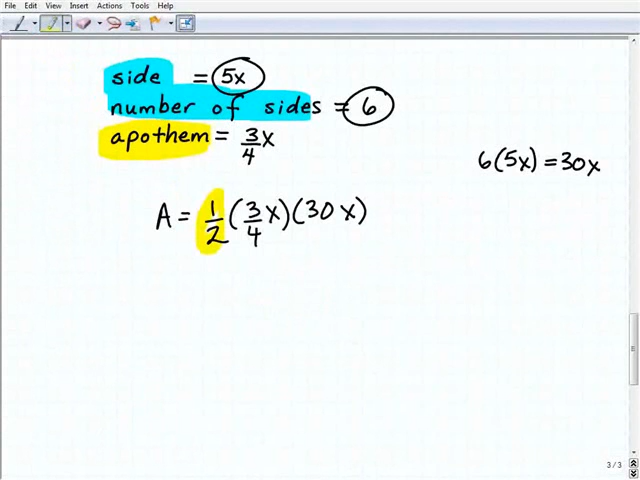 File Edit View Insert Actions Tools Help
side = 5x
number of sides = 6
apothem = 3/4 x
6(5x) = 30x
A = 1/2 (3/4 x)(30x)
3/3